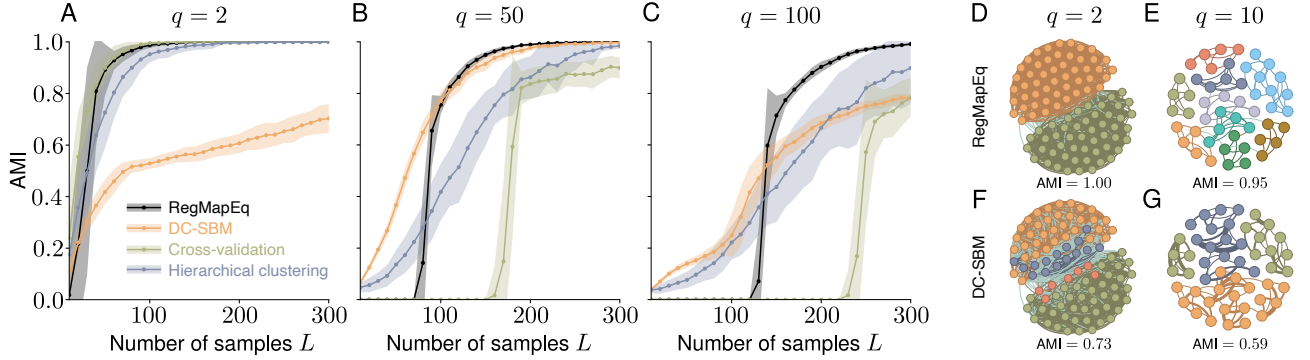 A q = 2
B q = 50
C q = 100
D q = 2
E q = 10
AMI
1.0
0.8
0.6
0.4
0.2
0.0
RegMapEq
DC-SBM
Cross-validation
Hierarchical clustering
100 200 300
100 200 300
100 200 300
Number of samples L
Number of samples L
Number of samples L
RegMapEq
AMI = 1.00
AMI = 0.95
F
G
DC-SBM
AMI = 0.73
AMI = 0.59